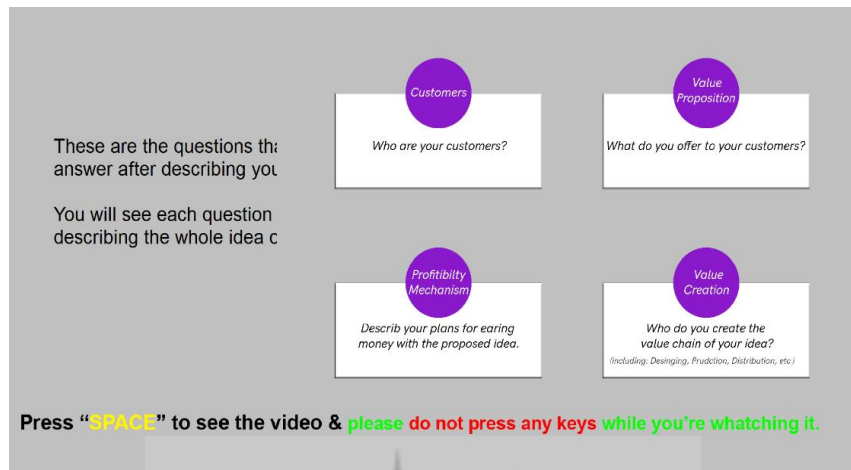 These are the questions tha
answer after describing you
You will see each question
describing the whole idea o
Customers
Who are your customers?
Value
Proposition
What do you offer to your customers?
Profitibilty
Mechanism
Describ your plans for earing
money with the proposed idea.
Value
Creation
Who do you create the
value chain of your idea?
(including: Desinging, Prudction, Distribution, etc)
Press “SPACE” to see the video & please do not press any keys while you're whatching it.